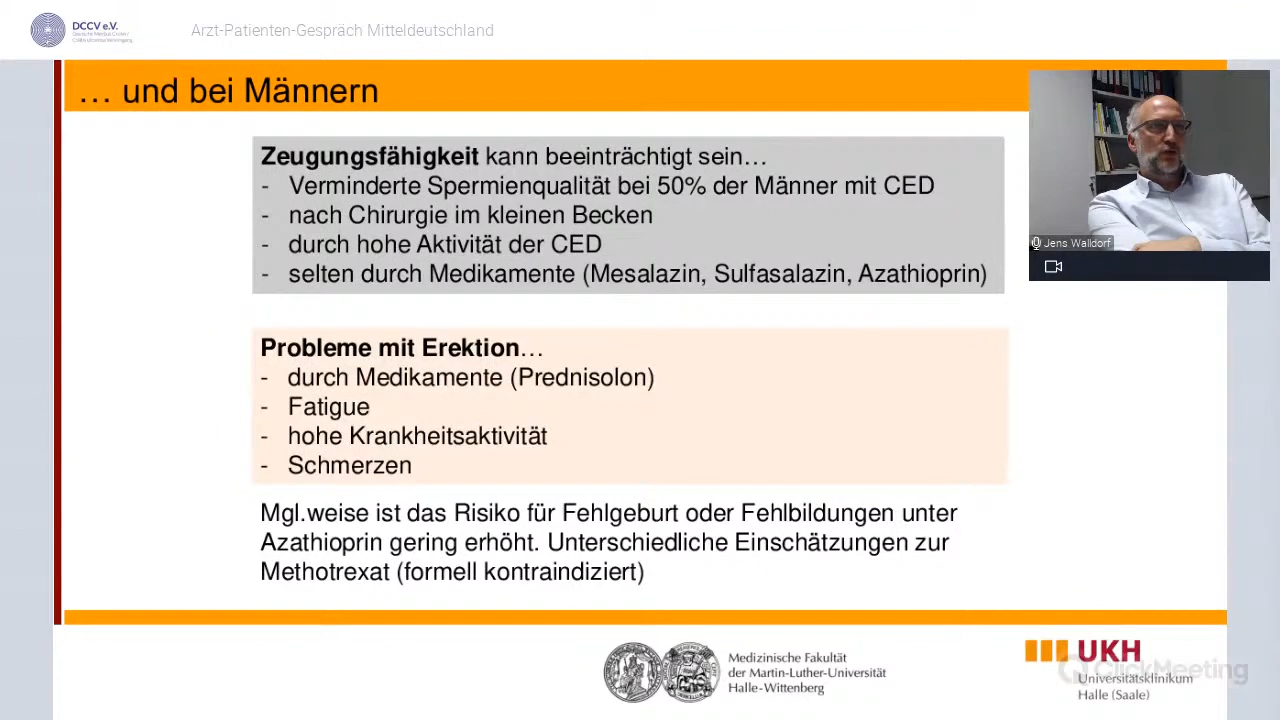 DCCV e.V.
Arzt-Patienten-Gespräch Mitteldeutschland
… und bei Männern
Zeugungsfähigkeit kann beeinträchtigt sein…
- Verminderte Spermienqualität bei 50% der Männer mit CED
- nach Chirurgie im kleinen Becken
- durch hohe Aktivität der CED
- selten durch Medikamente (Mesalazin, Sulfasalazin, Azathioprin)
Jens Walldorf
Probleme mit Erektion…
- durch Medikamente (Prednisolon)
- Fatigue
- hohe Krankheitsaktivität
- Schmerzen
Mgl.weise ist das Risiko für Fehlgeburt oder Fehlbildungen unter
Azathioprin gering erhöht. Unterschiedliche Einschätzungen zur
Methotrexat (formell kontraindiziert)
Medizinische Fakultät
der Martin-Luther-Universität
Halle-Wittenberg
UKH
ClickMeeting
Universitätsklinikum
Halle (Saale)